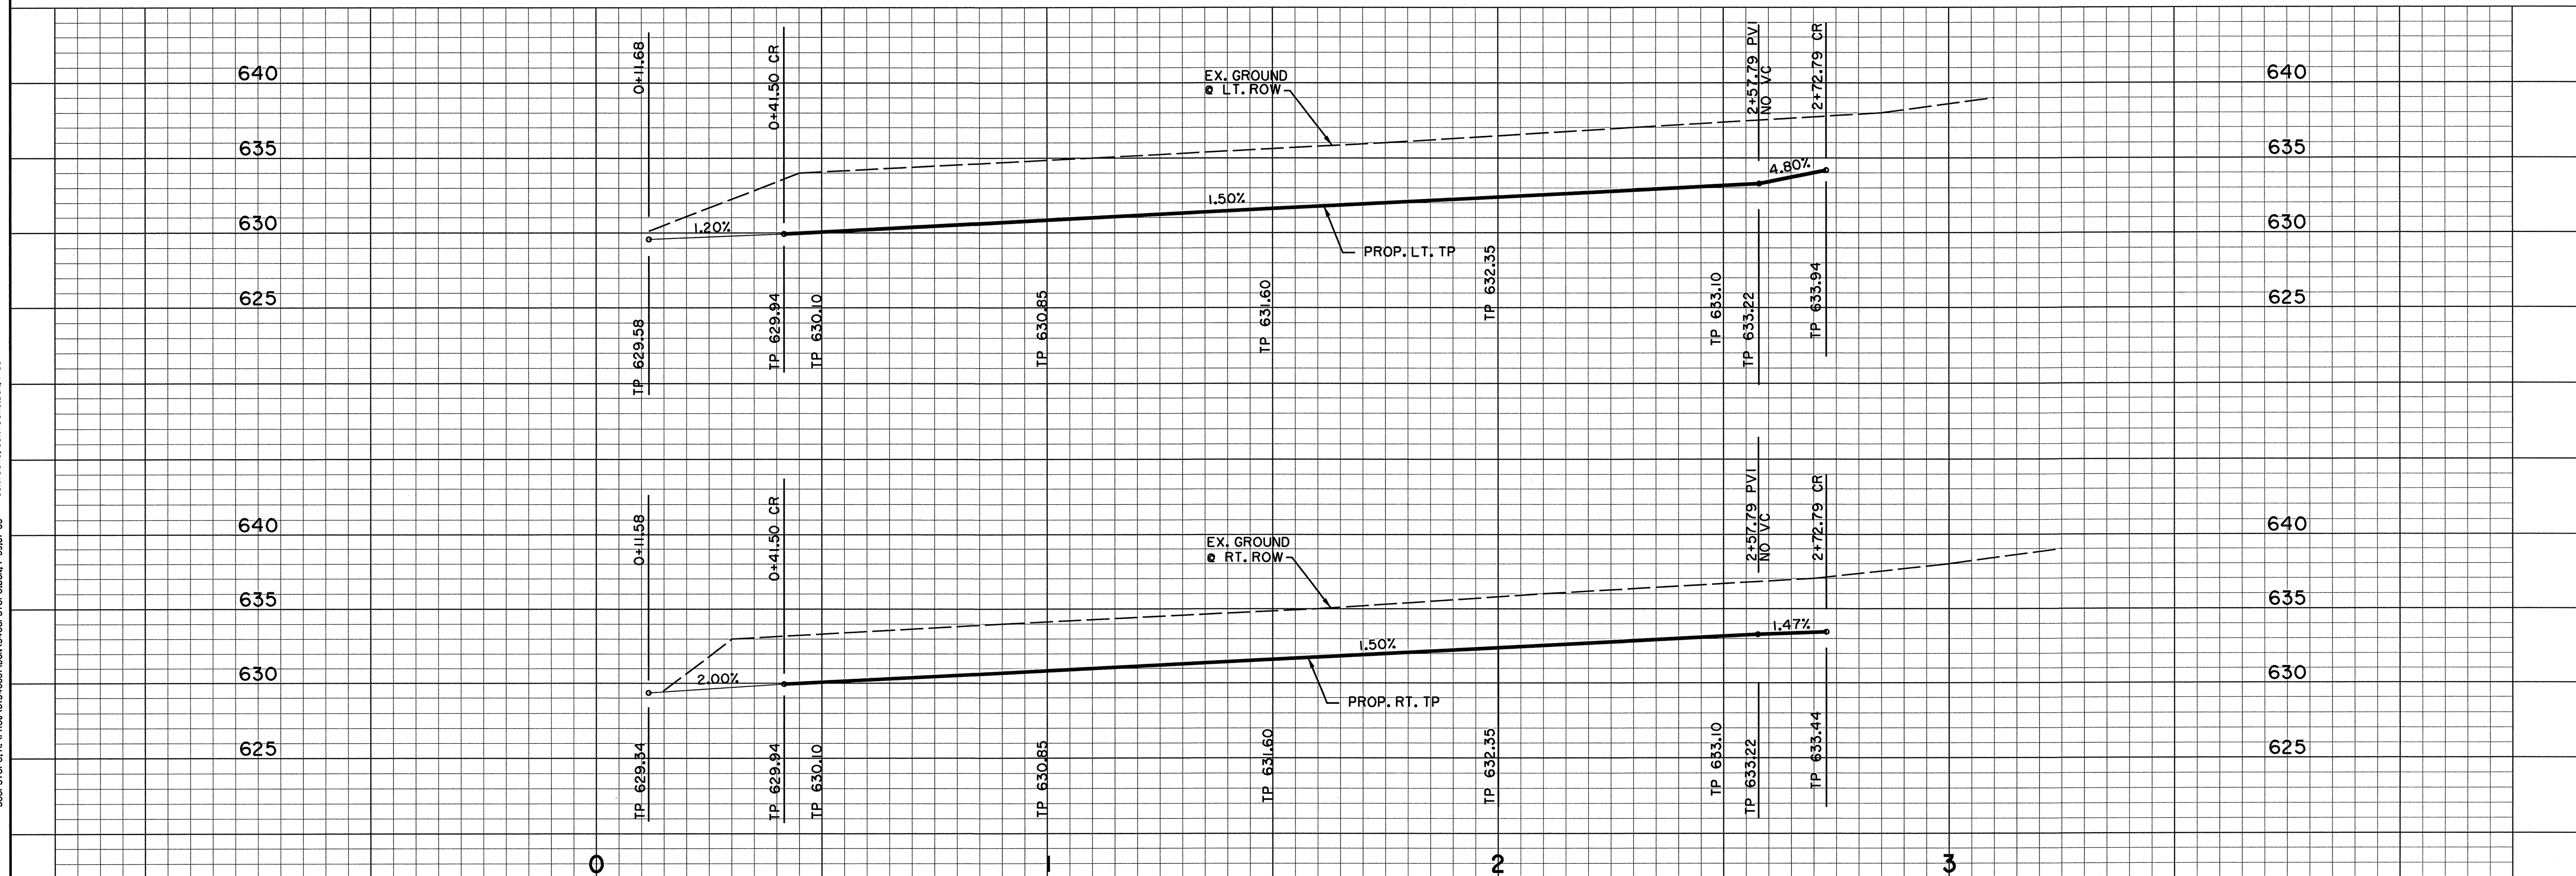 0+11.68
0+41.50 CR
2+57.79 PVI
NO VC
2+72.79 CR
640
EX. GROUND
@ LT. ROW
640
635
635
4.80%
1.50%
630
1.20%
630
PROP. LT. TP
625
625
TP 629.58
TP 629.94
TP 630.10
TP 630.85
TP 631.60
TP 632.35
TP 633.10
TP 633.22
TP 633.94
0+11.58
0+41.50 CR
2+57.79 PVI
NO VC
2+72.79 CR
640
EX. GROUND
@ RT. ROW
640
635
635
1.47%
1.50%
630
2.00%
630
PROP. RT. TP
625
625
TP 629.34
TP 629.94
TP 630.10
TP 630.85
TP 631.60
TP 632.35
TP 633.10
TP 633.22
TP 633.44
0
1
2
3